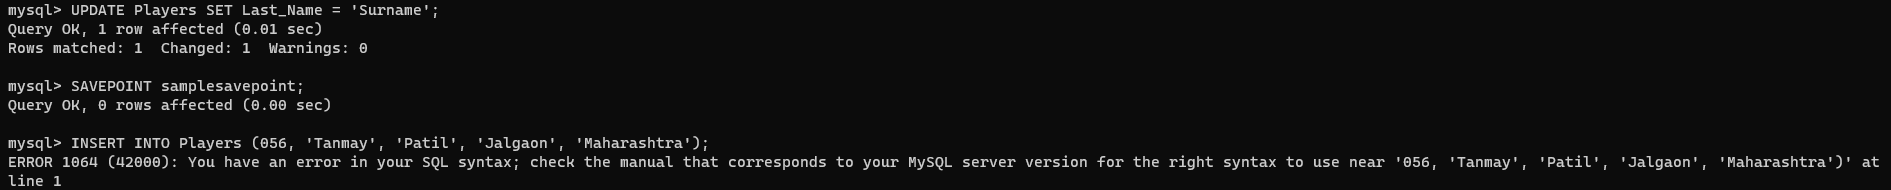 mysql> UPDATE Players SET Last_Name = 'Surname';
Query OK, 1 row affected (0.01 sec)
Rows matched: 1  Changed: 1  Warnings: 0
mysql> SAVEPOINT samplesavepoint;
Query OK, 0 rows affected (0.00 sec)
mysql> INSERT INTO Players (056, 'Tanmay', 'Patil', 'Jalgaon', 'Maharashtra');
ERROR 1064 (42000): You have an error in your SQL syntax; check the manual that corresponds to your MySQL server version for the right syntax to use near '056, 'Tanmay', 'Patil', 'Jalgaon', 'Maharashtra')' at
line 1